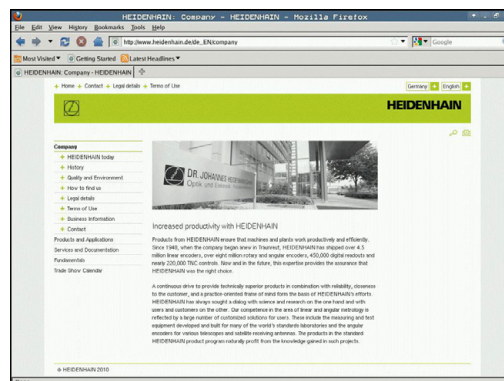 HEIDENHAIN: Company - HEIDENHAIN - Mozilla Firefox
File Edit View History Bookmarks Tools Help
http://www.heidenhain.de/de_EN/company
Google
Most Visited Getting Started Latest Headlines
HEIDENHAIN: Company - HEIDENHAIN
Home + Contact + Legal details + Terms of Use
Germany English
HEIDENHAIN
Company
+ HEIDENHAIN today
+ History
+ Quality and Environment
+ How to find us
+ Legal details
+ Terms of Use
+ Business Information
+ Contact
Products and Applications
Services and Documentation
Fundamentals
Trade Show Calendar
DR. JOHANNES HEIDENHAIN
Optik und Elektronik
Increased productivity with HEIDENHAIN
Products from HEIDENHAIN ensure that machines and plants work productively and efficiently.
Since 1948, when the company began anew in Traunreut, HEIDENHAIN has shipped over 4.5
million linear encoders, over eight million rotary and angular encoders, 450,000 digital readouts and
nearly 220,000 TNC controls. Now and in the future, this expertise provides the assurance that
HEIDENHAIN was the right choice.
A continuous drive to provide technically superior products in combination with reliability, closeness
to the customer, and a practice-oriented frame of mind form the basis of HEIDENHAIN's efforts.
HEIDENHAIN has always sought a dialog with science and research on the one hand and with
users and customers on the other. Our competence in the area of linear and angular metrology is
reflected by a large number of customized solutions for users. These include the measuring and test
equipment developed and built for many of the world's standards laboratories and the angular
encoders for various telescopes and satellite receiving antennas. The products in the standard
HEIDENHAIN product program naturally profit from the knowledge gained in such projects.
© HEIDENHAIN 2010